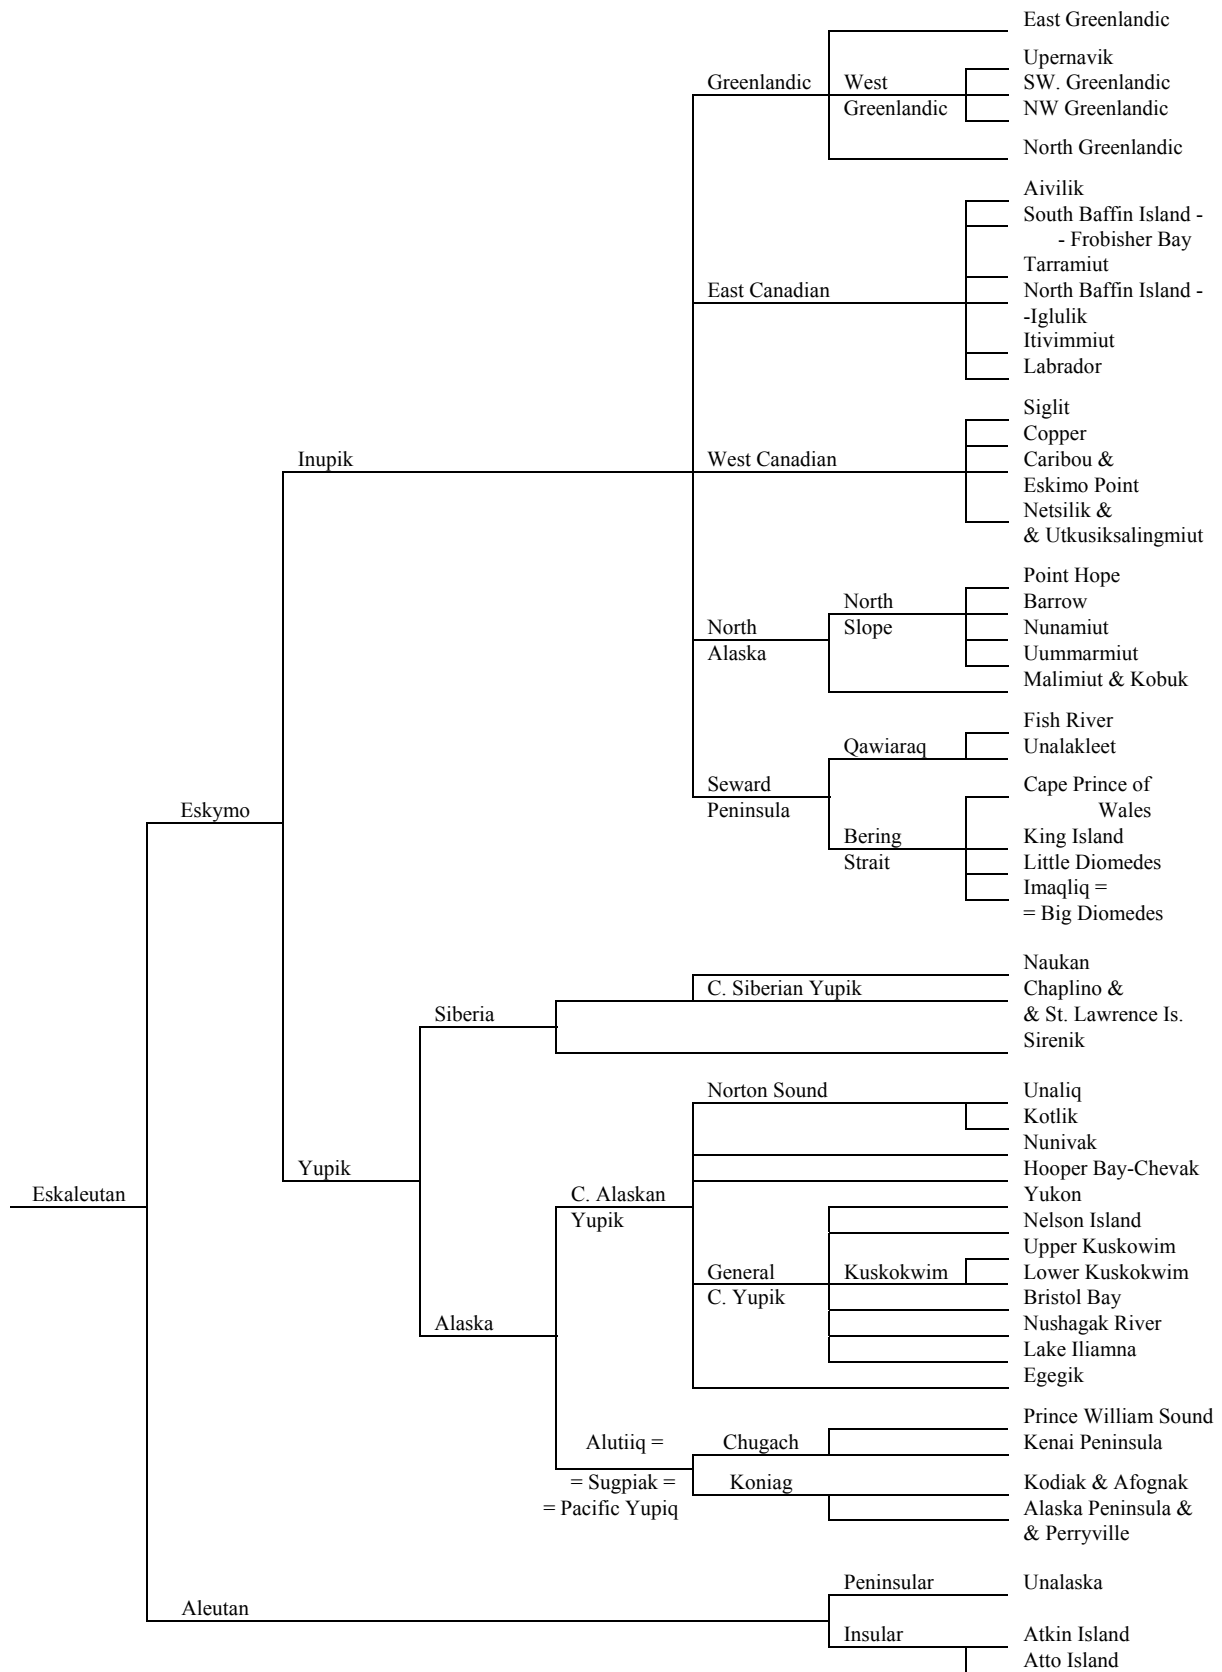 East Greenlandic
Upernavik
Greenlandic West SW. Greenlandic
Greenlandic NW Greenlandic
North Greenlandic
Aivilik
South Baffin Island -
- Frobisher Bay
Tarramiut
East Canadian North Baffin Island -
-Iglulik
Itivimmiut
Labrador
Siglit
Copper
Inupik West Canadian Caribou &
Eskimo Point
Netsilik &
& Utkusiksalingmiut
Point Hope
North Barrow
North Slope Nunamiut
Alaska Uummarmiut
Malimiut & Kobuk
Fish River
Qawiaraq Unalakleet
Seward Cape Prince of
Eskymo Peninsula Wales
Bering King Island
Strait Little Diomedes
Imaqliq =
= Big Diomedes
Naukan
C. Siberian Yupik Chaplino &
Siberia & St. Lawrence Is.
Sirenik
Norton Sound Unaliq
Kotlik
Nunivak
Yupik Hooper Bay-Chevak
Eskaleutan C. Alaskan Yukon
Yupik Nelson Island
Upper Kuskowim
General Kuskokwim Lower Kuskokwim
C. Yupik Bristol Bay
Alaska Nushagak River
Lake Iliamna
Egegik
Prince William Sound
Alutiiq = Chugach Kenai Peninsula
= Sugpiak = Koniag Kodiak & Afognak
= Pacific Yupiq Alaska Peninsula &
& Perryville
Peninsular Unalaska
Aleutan
Insular Atkin Island
Atto Island